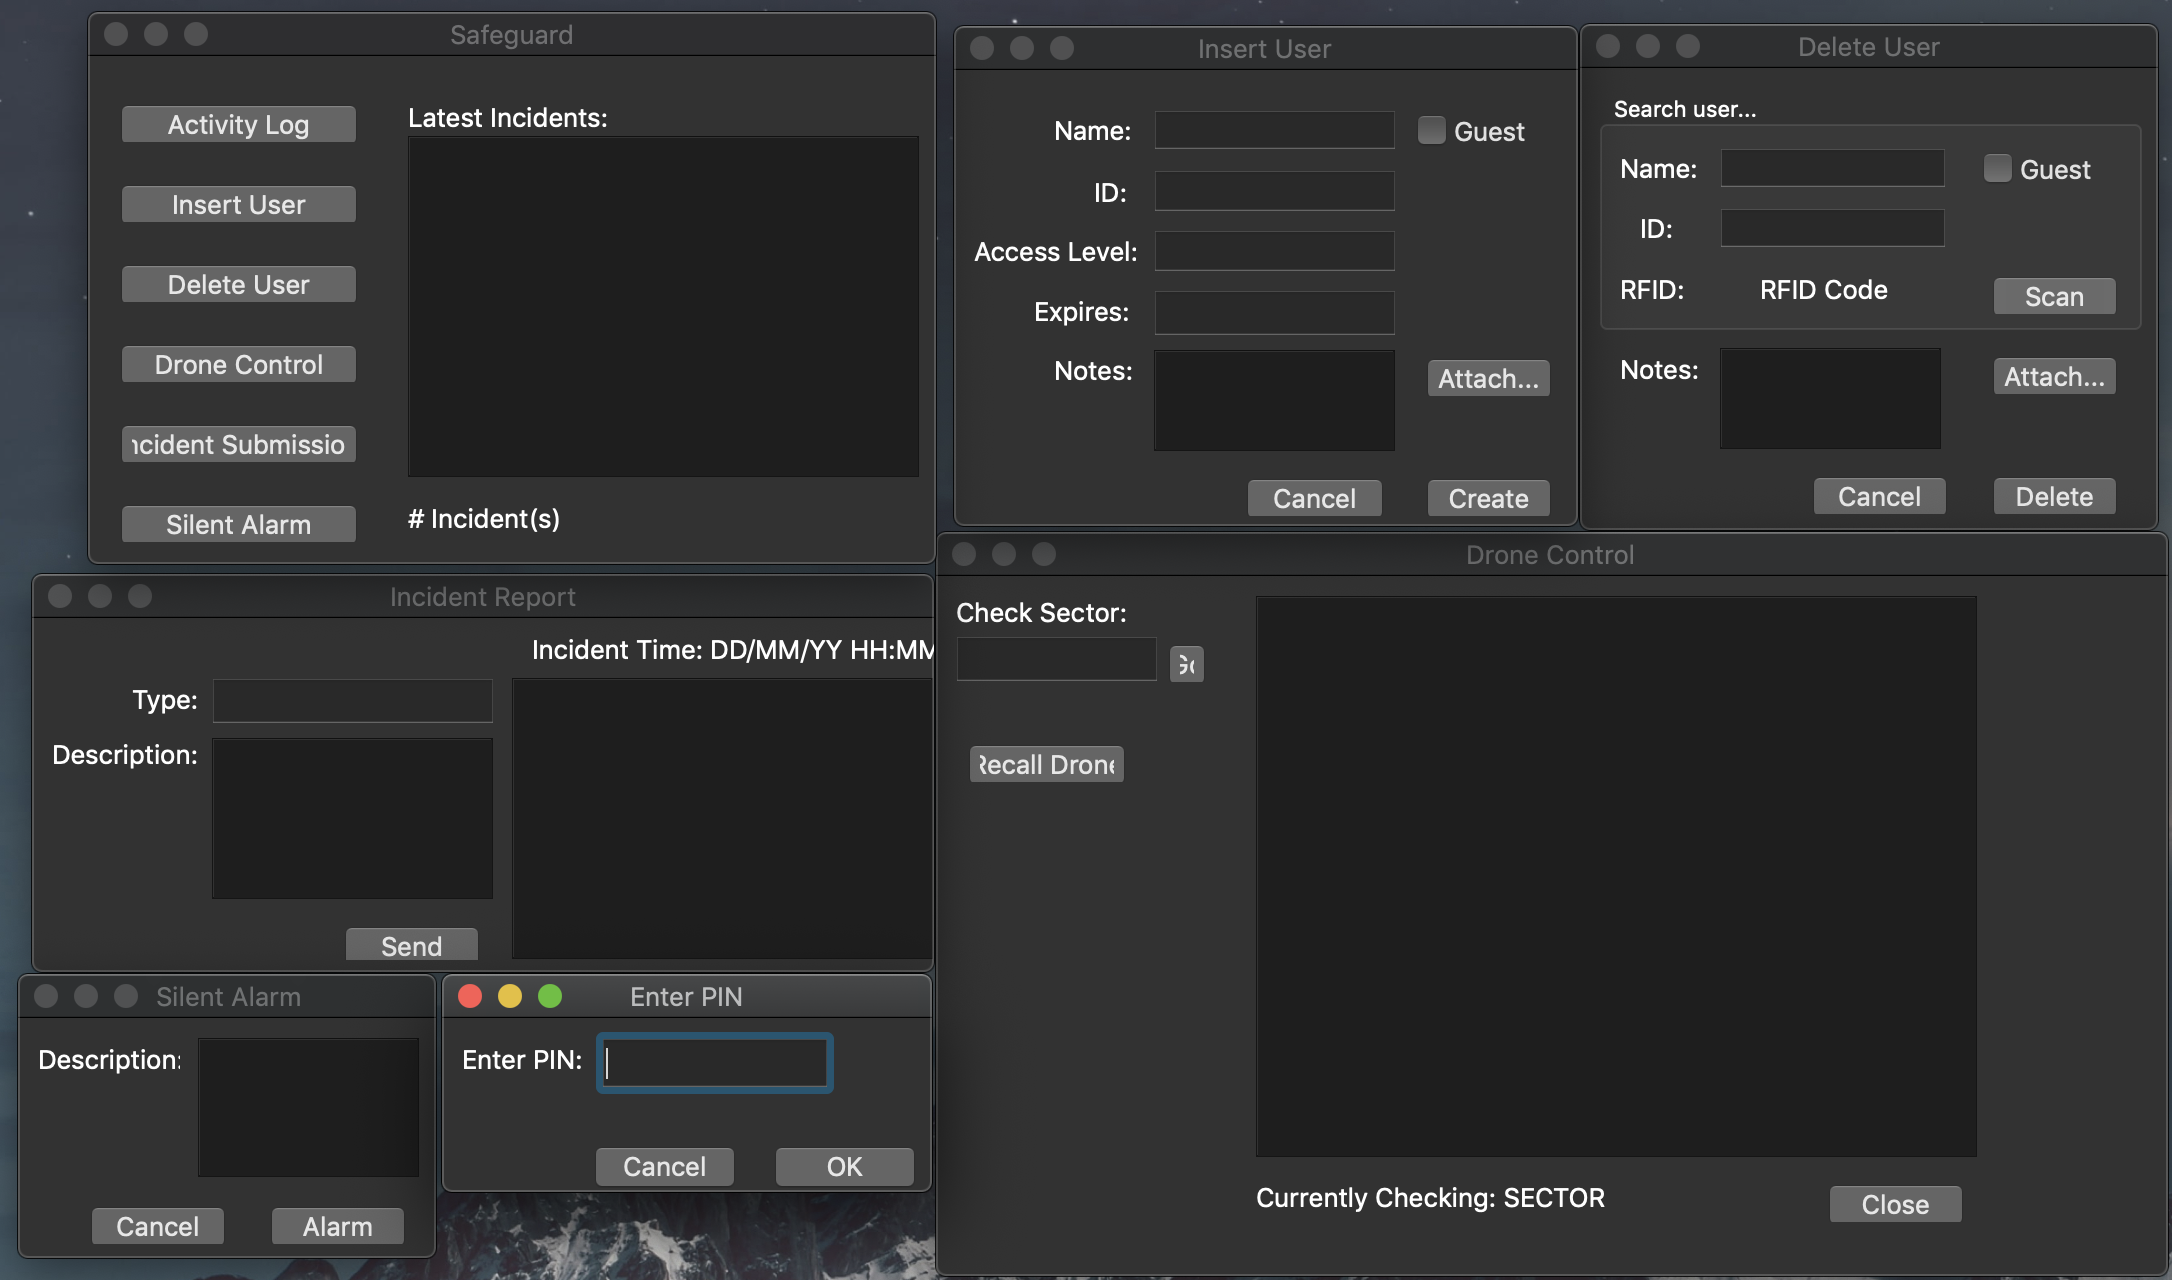 Safeguard
Activity Log
Insert User
Delete User
Drone Control
ncident Submissio
Silent Alarm
Latest Incidents:
# Incident(s)
Insert User
Name:
Guest
ID:
Access Level:
Expires:
Notes:
Attach...
Cancel
Create
Delete User
Search user...
Name:
Guest
ID:
RFID:
RFID Code
Scan
Notes:
Attach...
Cancel
Delete
Incident Report
Incident Time: DD/MM/YY HH:MM
Type:
Description:
Send
Drone Control
Check Sector:
Recall Drone
Currently Checking: SECTOR
Close
Silent Alarm
Description:
Cancel
Alarm
Enter PIN
Enter PIN:
Cancel
OK